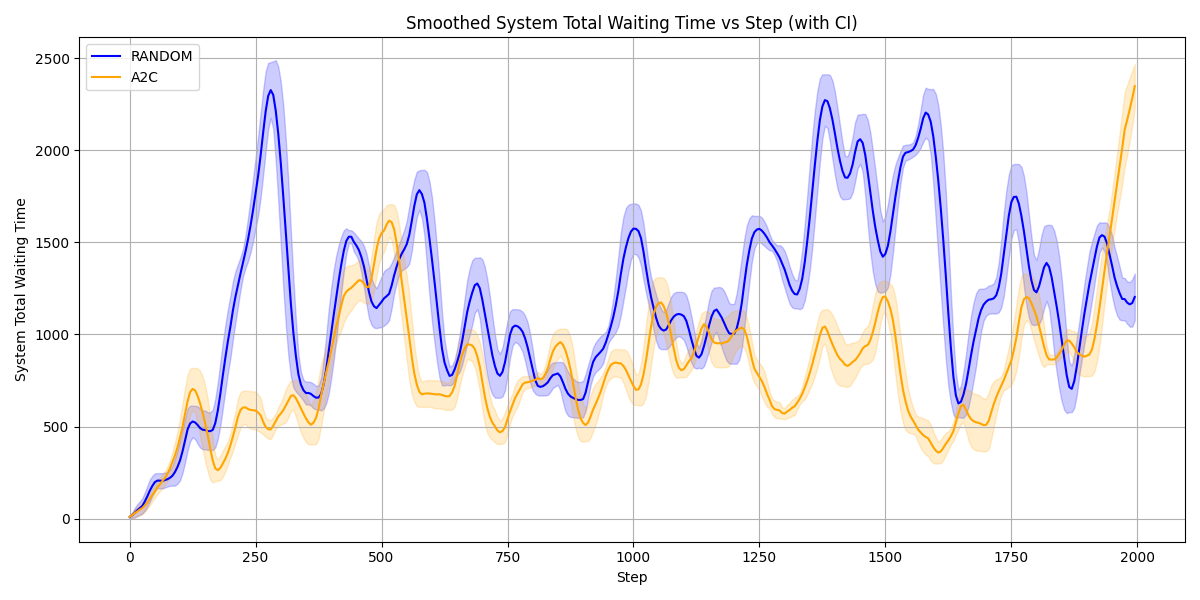 Smoothed System Total Waiting Time vs Step (with CI)
RANDOM
A2C
System Total Waiting Time
2500
2000
1500
1000
500
0
0 250 500 750 1000 1250 1500 1750 2000
Step